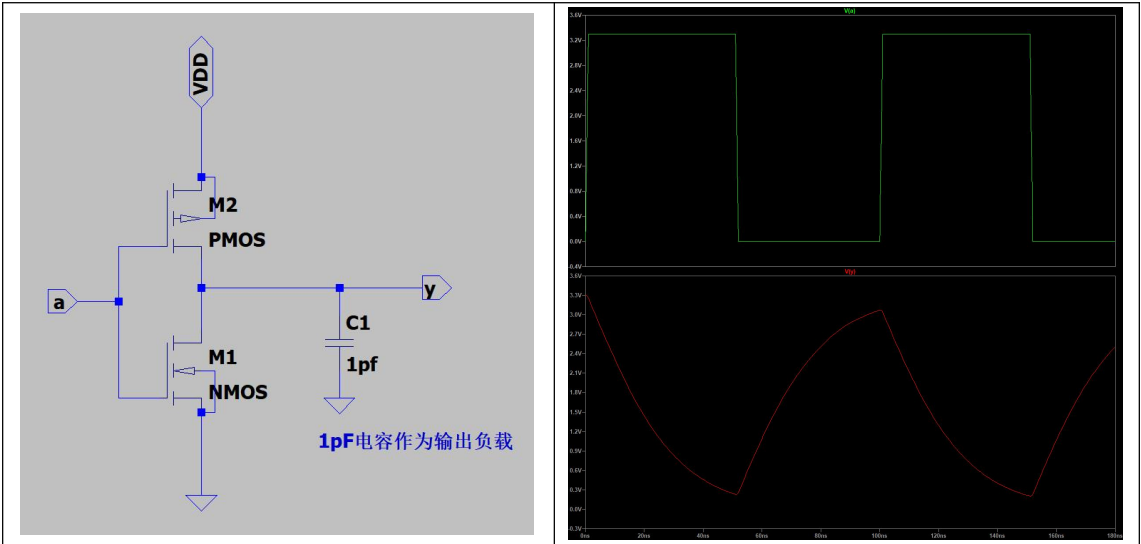 VDD
M2
PMOS
a
y
C1
1pf
M1
NMOS
1pF电容作为输出负载
V(a)
3.6V
3.2V
2.8V
2.4V
2.0V
1.6V
1.2V
0.8V
0.4V
0.0V
-0.4V
V(y)
3.6V
3.3V
3.0V
2.7V
2.4V
2.1V
1.8V
1.5V
1.2V
0.9V
0.6V
0.3V
0.0V
-0.3V
0ns
20ns
40ns
60ns
80ns
100ns
120ns
140ns
160ns
180ns